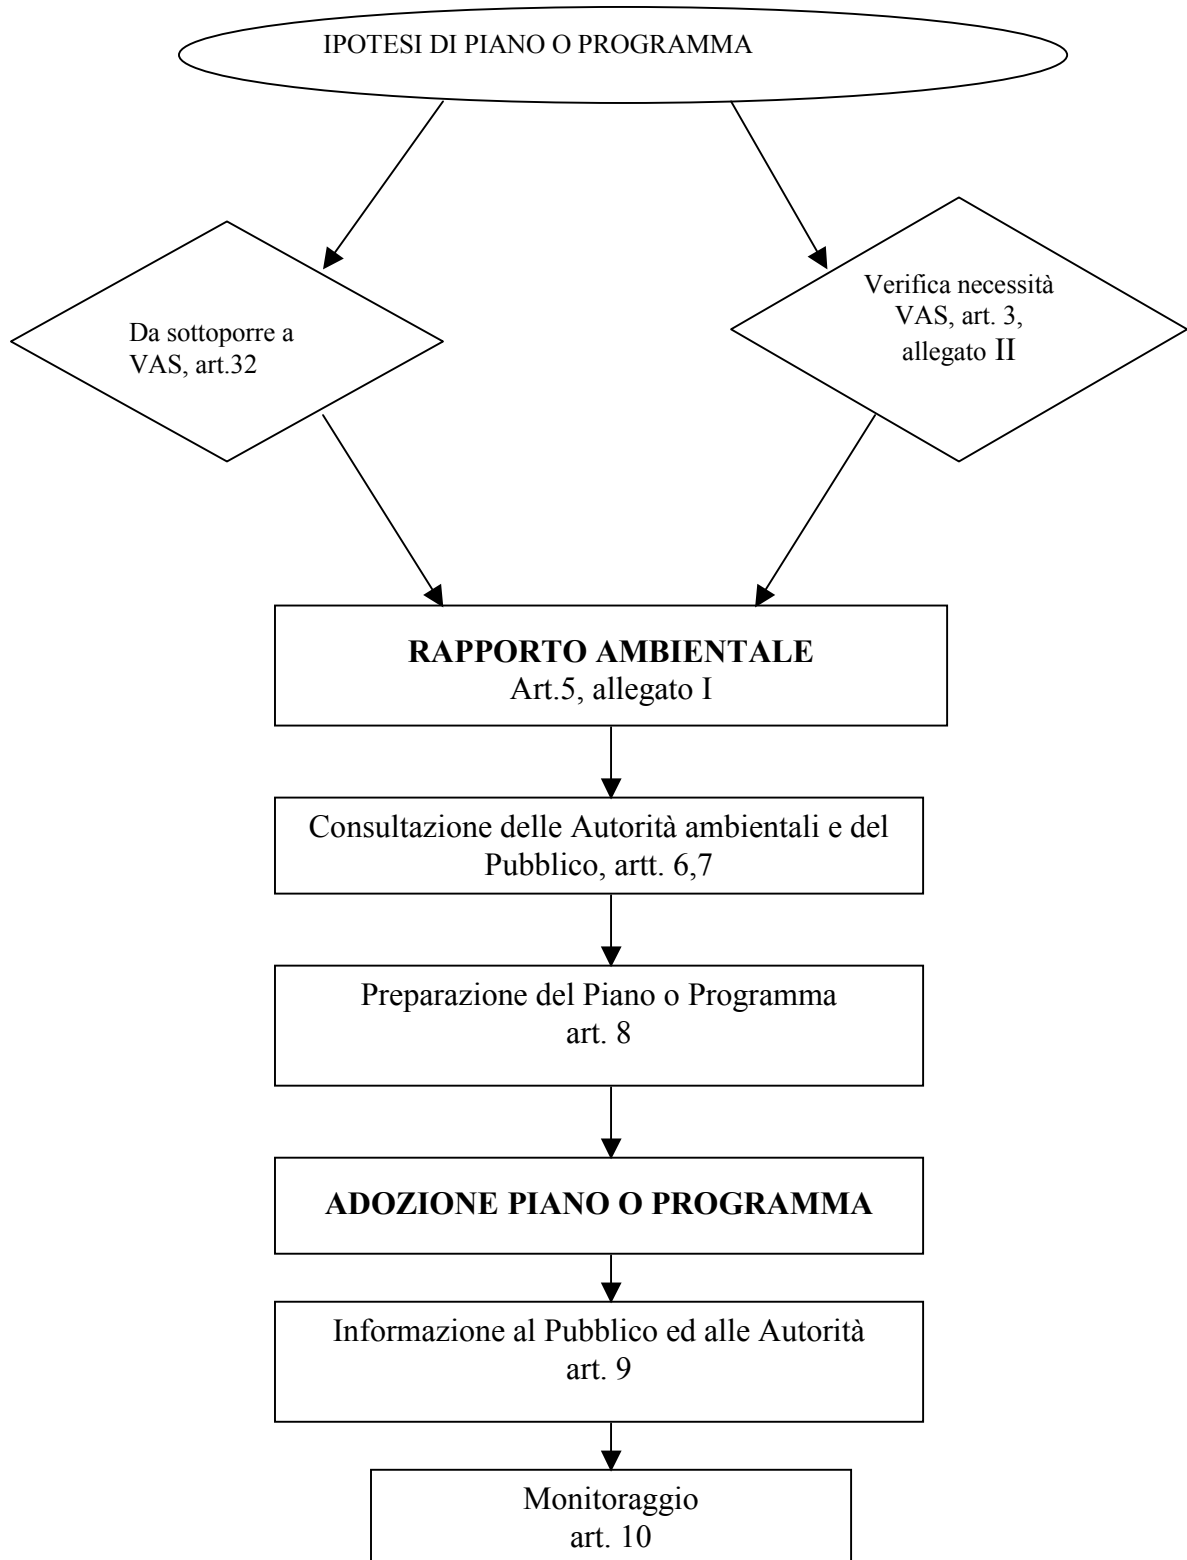 IPOTESI DI PIANO O PROGRAMMA
Da sottoporre a
VAS, art.32
Verifica necessità
VAS, art. 3,
allegato II
RAPPORTO AMBIENTALE
Art.5, allegato I
Consultazione delle Autorità ambientali e del
Pubblico, artt. 6,7
Preparazione del Piano o Programma
art. 8
ADOZIONE PIANO O PROGRAMMA
Informazione al Pubblico ed alle Autorità
art. 9
Monitoraggio
art. 10